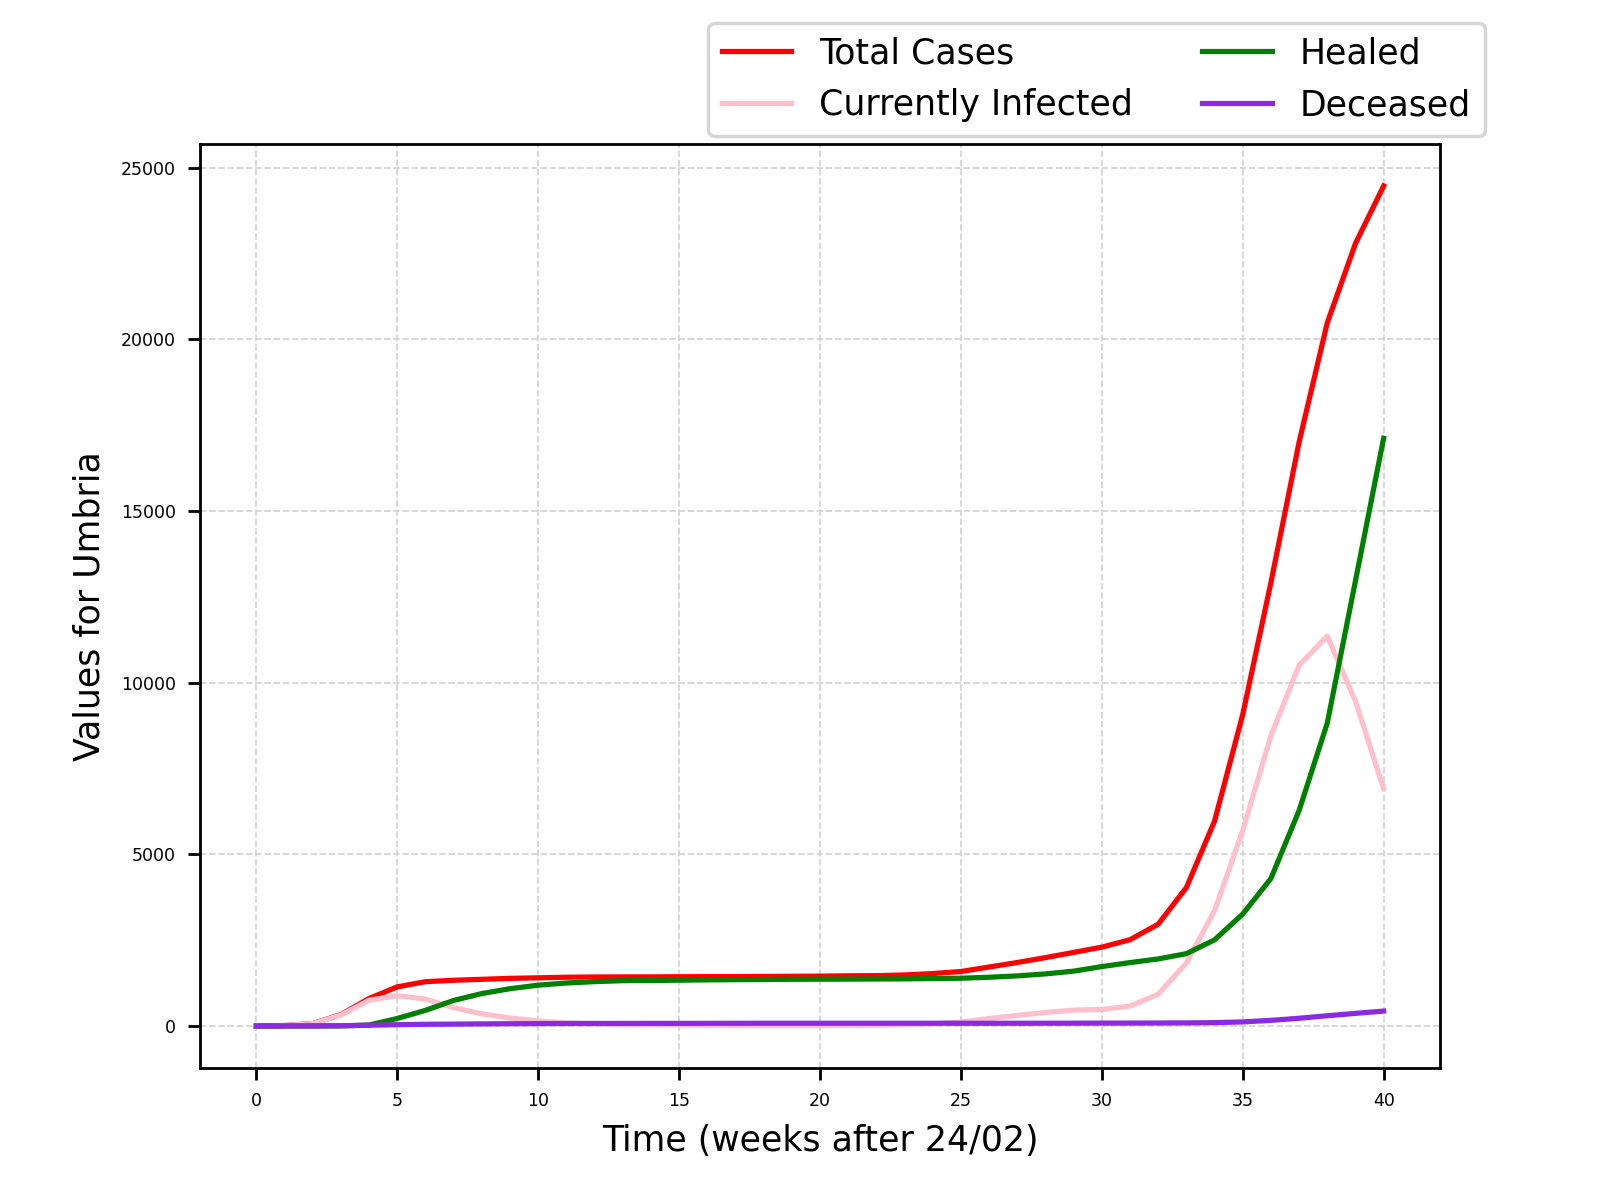 Total Cases
Currently Infected
Healed
Deceased
25000
20000
15000
10000
5000
0
Values for Umbria
0 5 10 15 20 25 30 35 40
Time (weeks after 24/02)